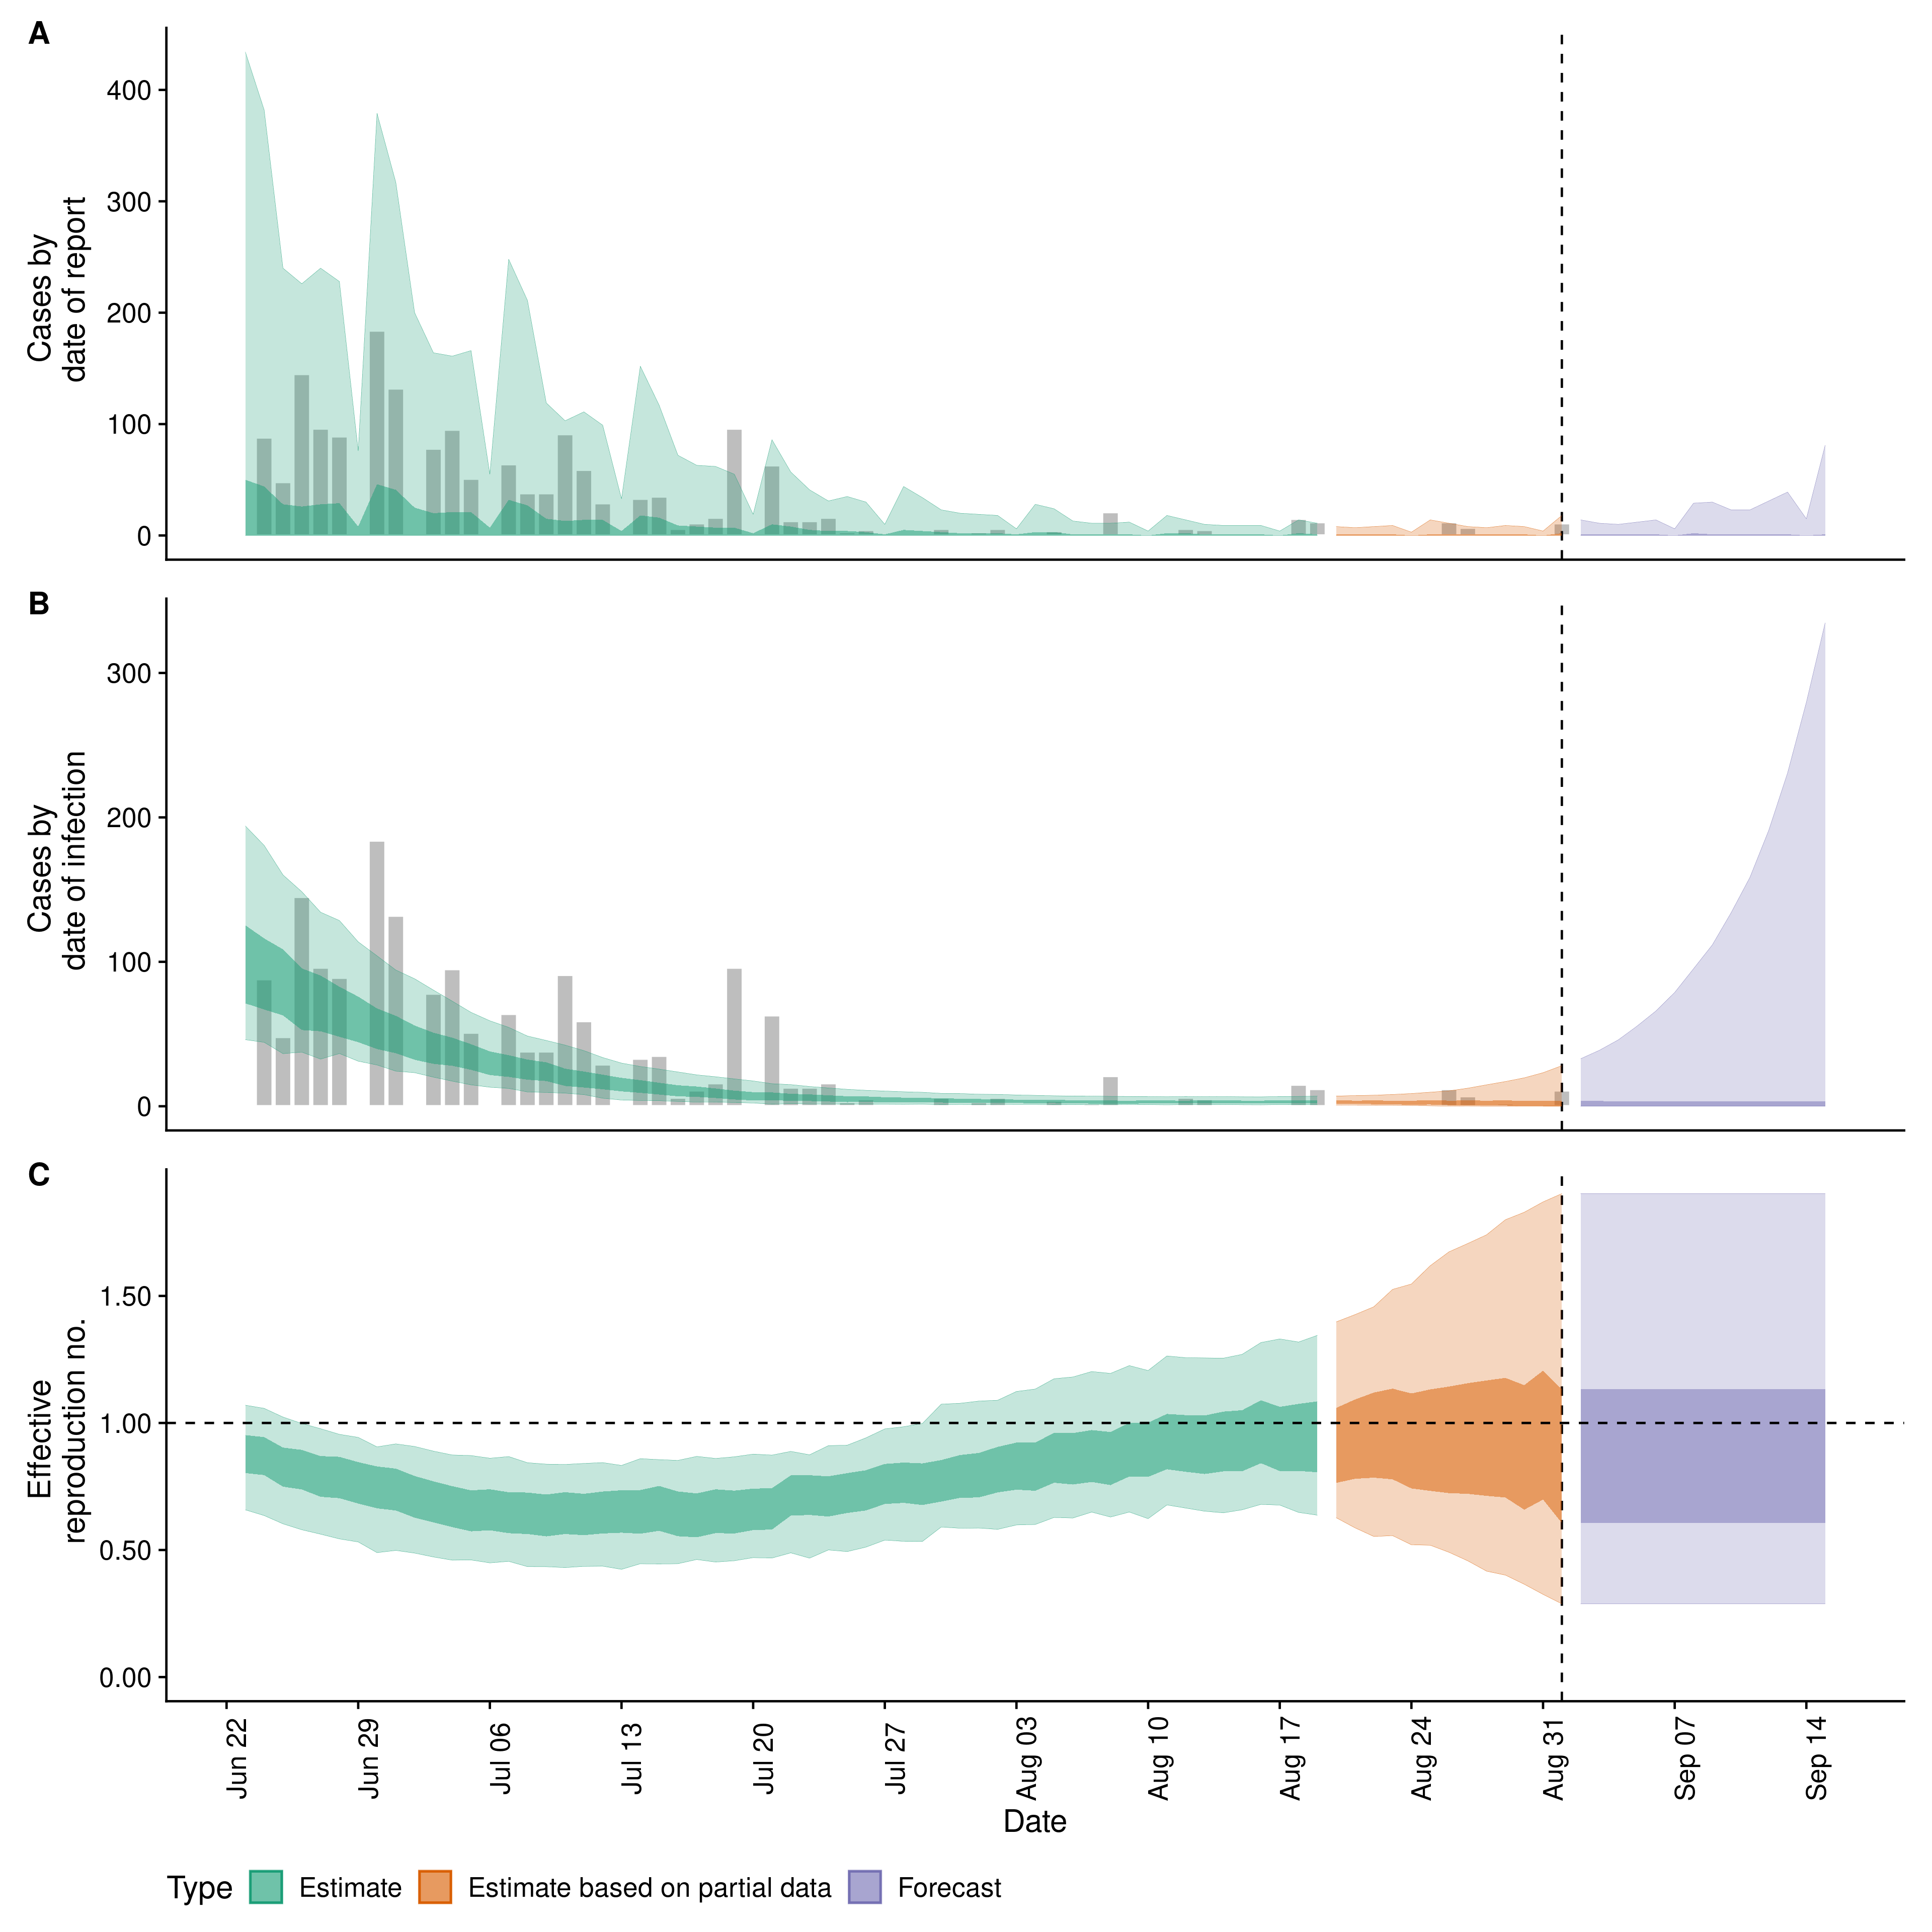 A
Cases by
date of report
400
300
200
100
0
B
Cases by
date of infection
300
200
100
0
C
Effective
reproduction no.
1.50
1.00
0.50
0.00
Jun 22
Jun 29
Jul 06
Jul 13
Jul 20
Jul 27
Aug 03
Aug 10
Aug 17
Aug 24
Aug 31
Sep 07
Sep 14
Date
Type Estimate Estimate based on partial data Forecast